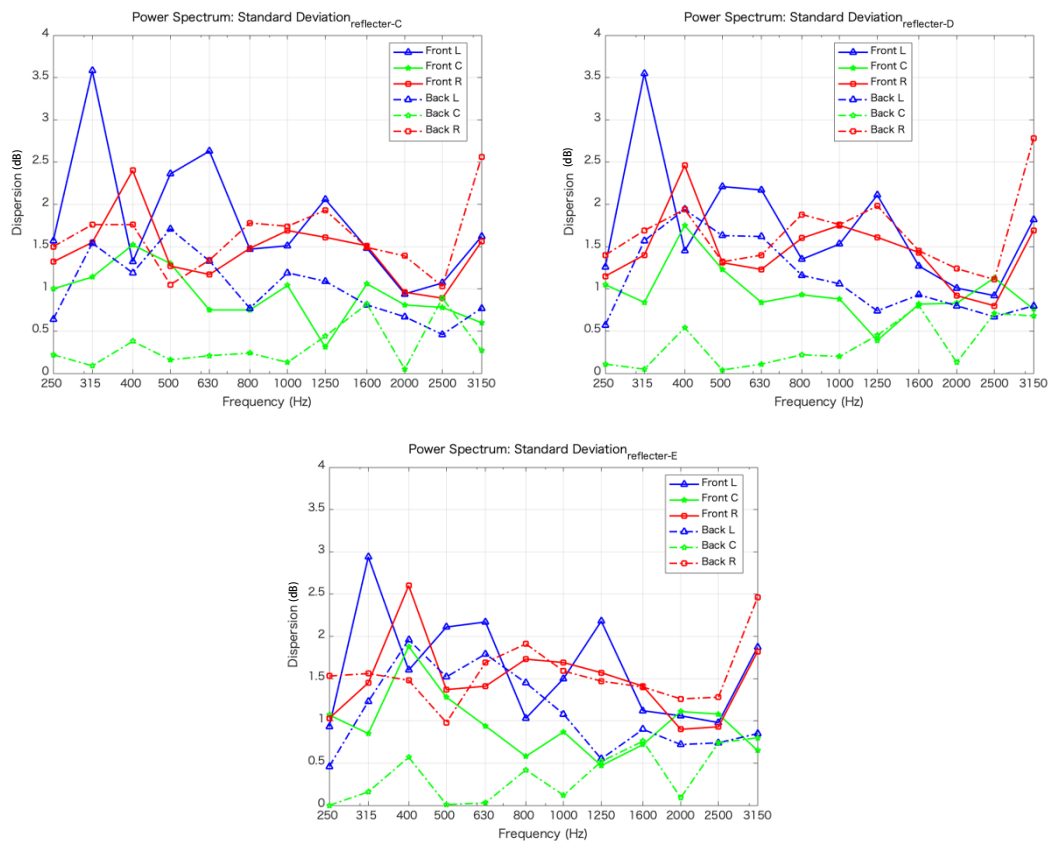 Power Spectrum: Standard Deviation reflecter-C
4
3.5
3
2.5
2
1.5
1
0.5
0
Dispersion (dB)
250 315 400 500 630 800 1000 1250 1600 2000 2500 3150
Frequency (Hz)
Front L
Front C
Front R
Back L
Back C
Back R
Power Spectrum: Standard Deviation reflecter-D
4
3.5
3
2.5
2
1.5
1
0.5
0
Dispersion (dB)
250 315 400 500 630 800 1000 1250 1600 2000 2500 3150
Frequency (Hz)
Front L
Front C
Front R
Back L
Back C
Back R
Power Spectrum: Standard Deviation reflecter-E
4
3.5
3
2.5
2
1.5
1
0.5
0
Dispersion (dB)
250 315 400 500 630 800 1000 1250 1600 2000 2500 3150
Frequency (Hz)
Front L
Front C
Front R
Back L
Back C
Back R